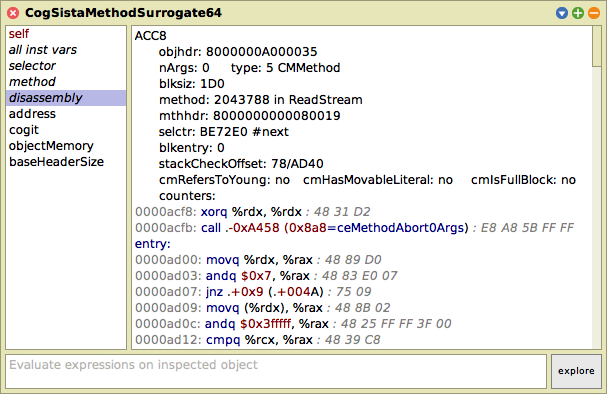 CogSistaMethodSurrogate64
self
all inst vars
selector
method
disassembly
address
cogit
objectMemory
baseHeaderSize
ACC8
objhdr: 8000000A000035
nArgs: 0 type: 5 CMMethod
blksiz: 1D0
method: 2043788 in ReadStream
mthhdr: 8000000000080019
selctr: BE72E0 #next
blkentry: 0
stackCheckOffset: 78/AD40
cmRefersToYoung: no cmHasMovableLiteral: no cmIsFullBlock: no
counters:
0000acf8: xorq %rdx, %rdx : 48 31 D2
0000acfb: call .-0xA458 (0x8a8=ceMethodAbort0Args) : E8 A8 5B FF FF
entry:
0000ad00: movq %rdx, %rax : 48 89 D0
0000ad03: andq $0x7, %rax : 48 83 E0 07
0000ad07: jnz .+0x9 (.+004A) : 75 09
0000ad09: movq (%rdx), %rax : 48 8B 02
0000ad0c: andq $0x3fffff, %rax : 48 25 FF FF 3F 00
0000ad12: cmpq %rcx, %rax : 48 39 C8
Evaluate expressions on inspected object
explore